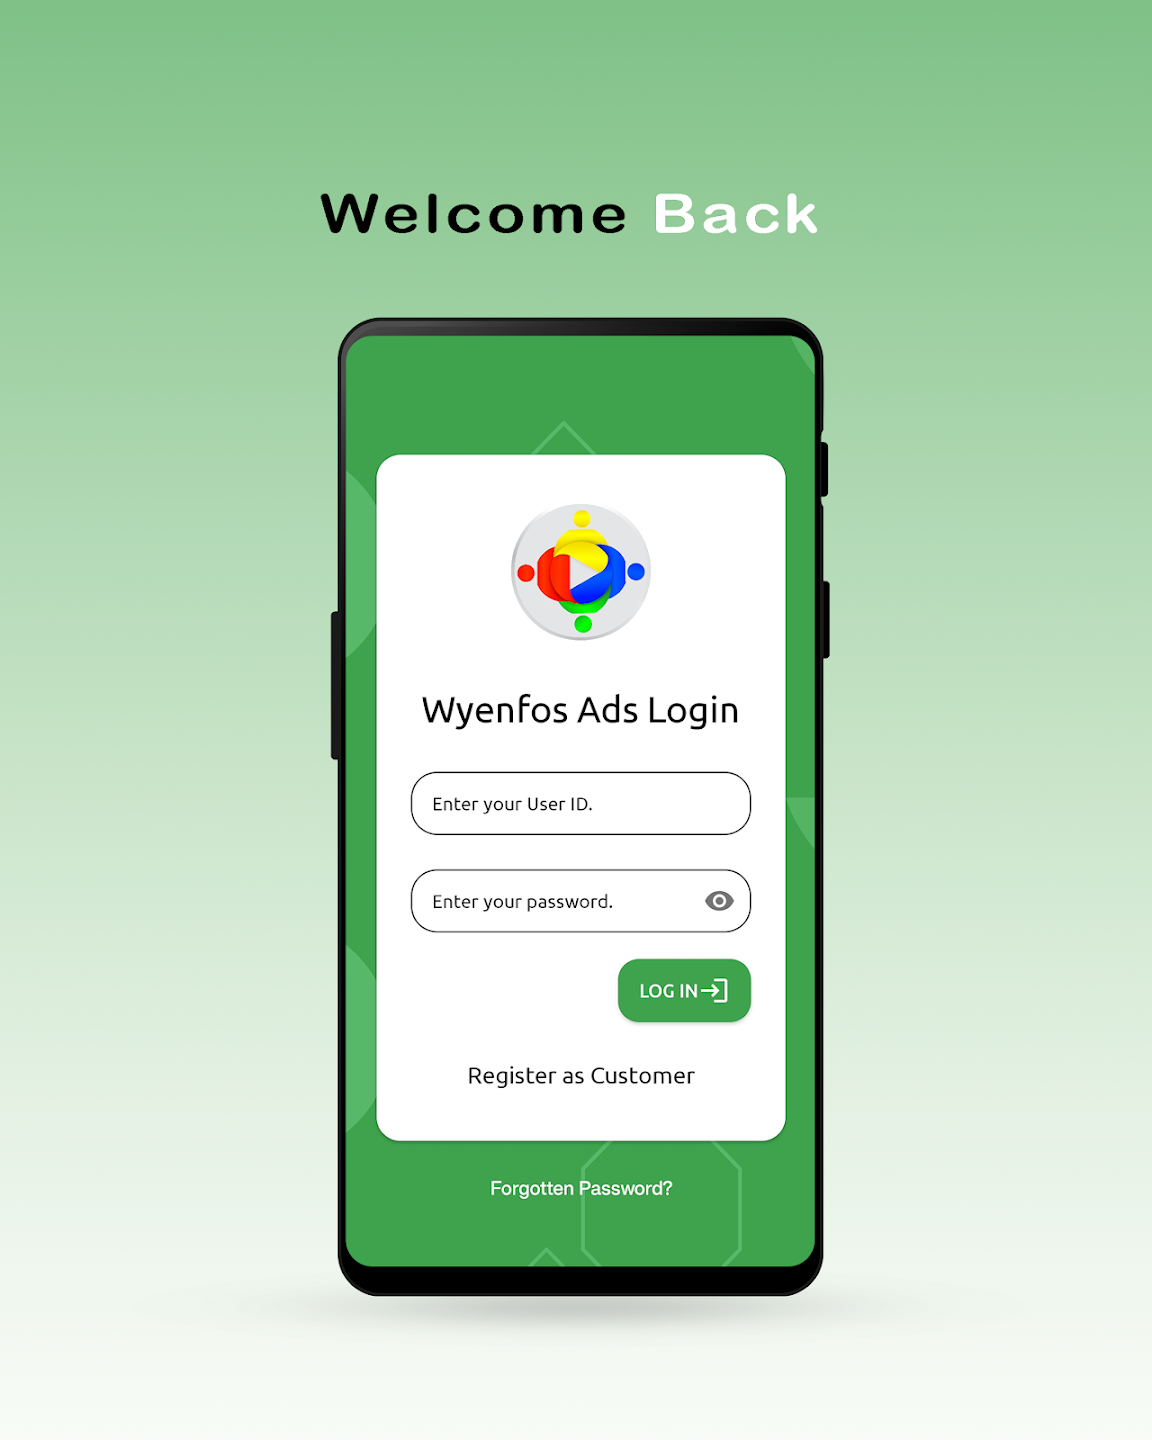 Welcome Back
Wyenfos Ads Login
Enter your User ID.
Enter your password.
LOG IN
Register as Customer
Forgotten Password?